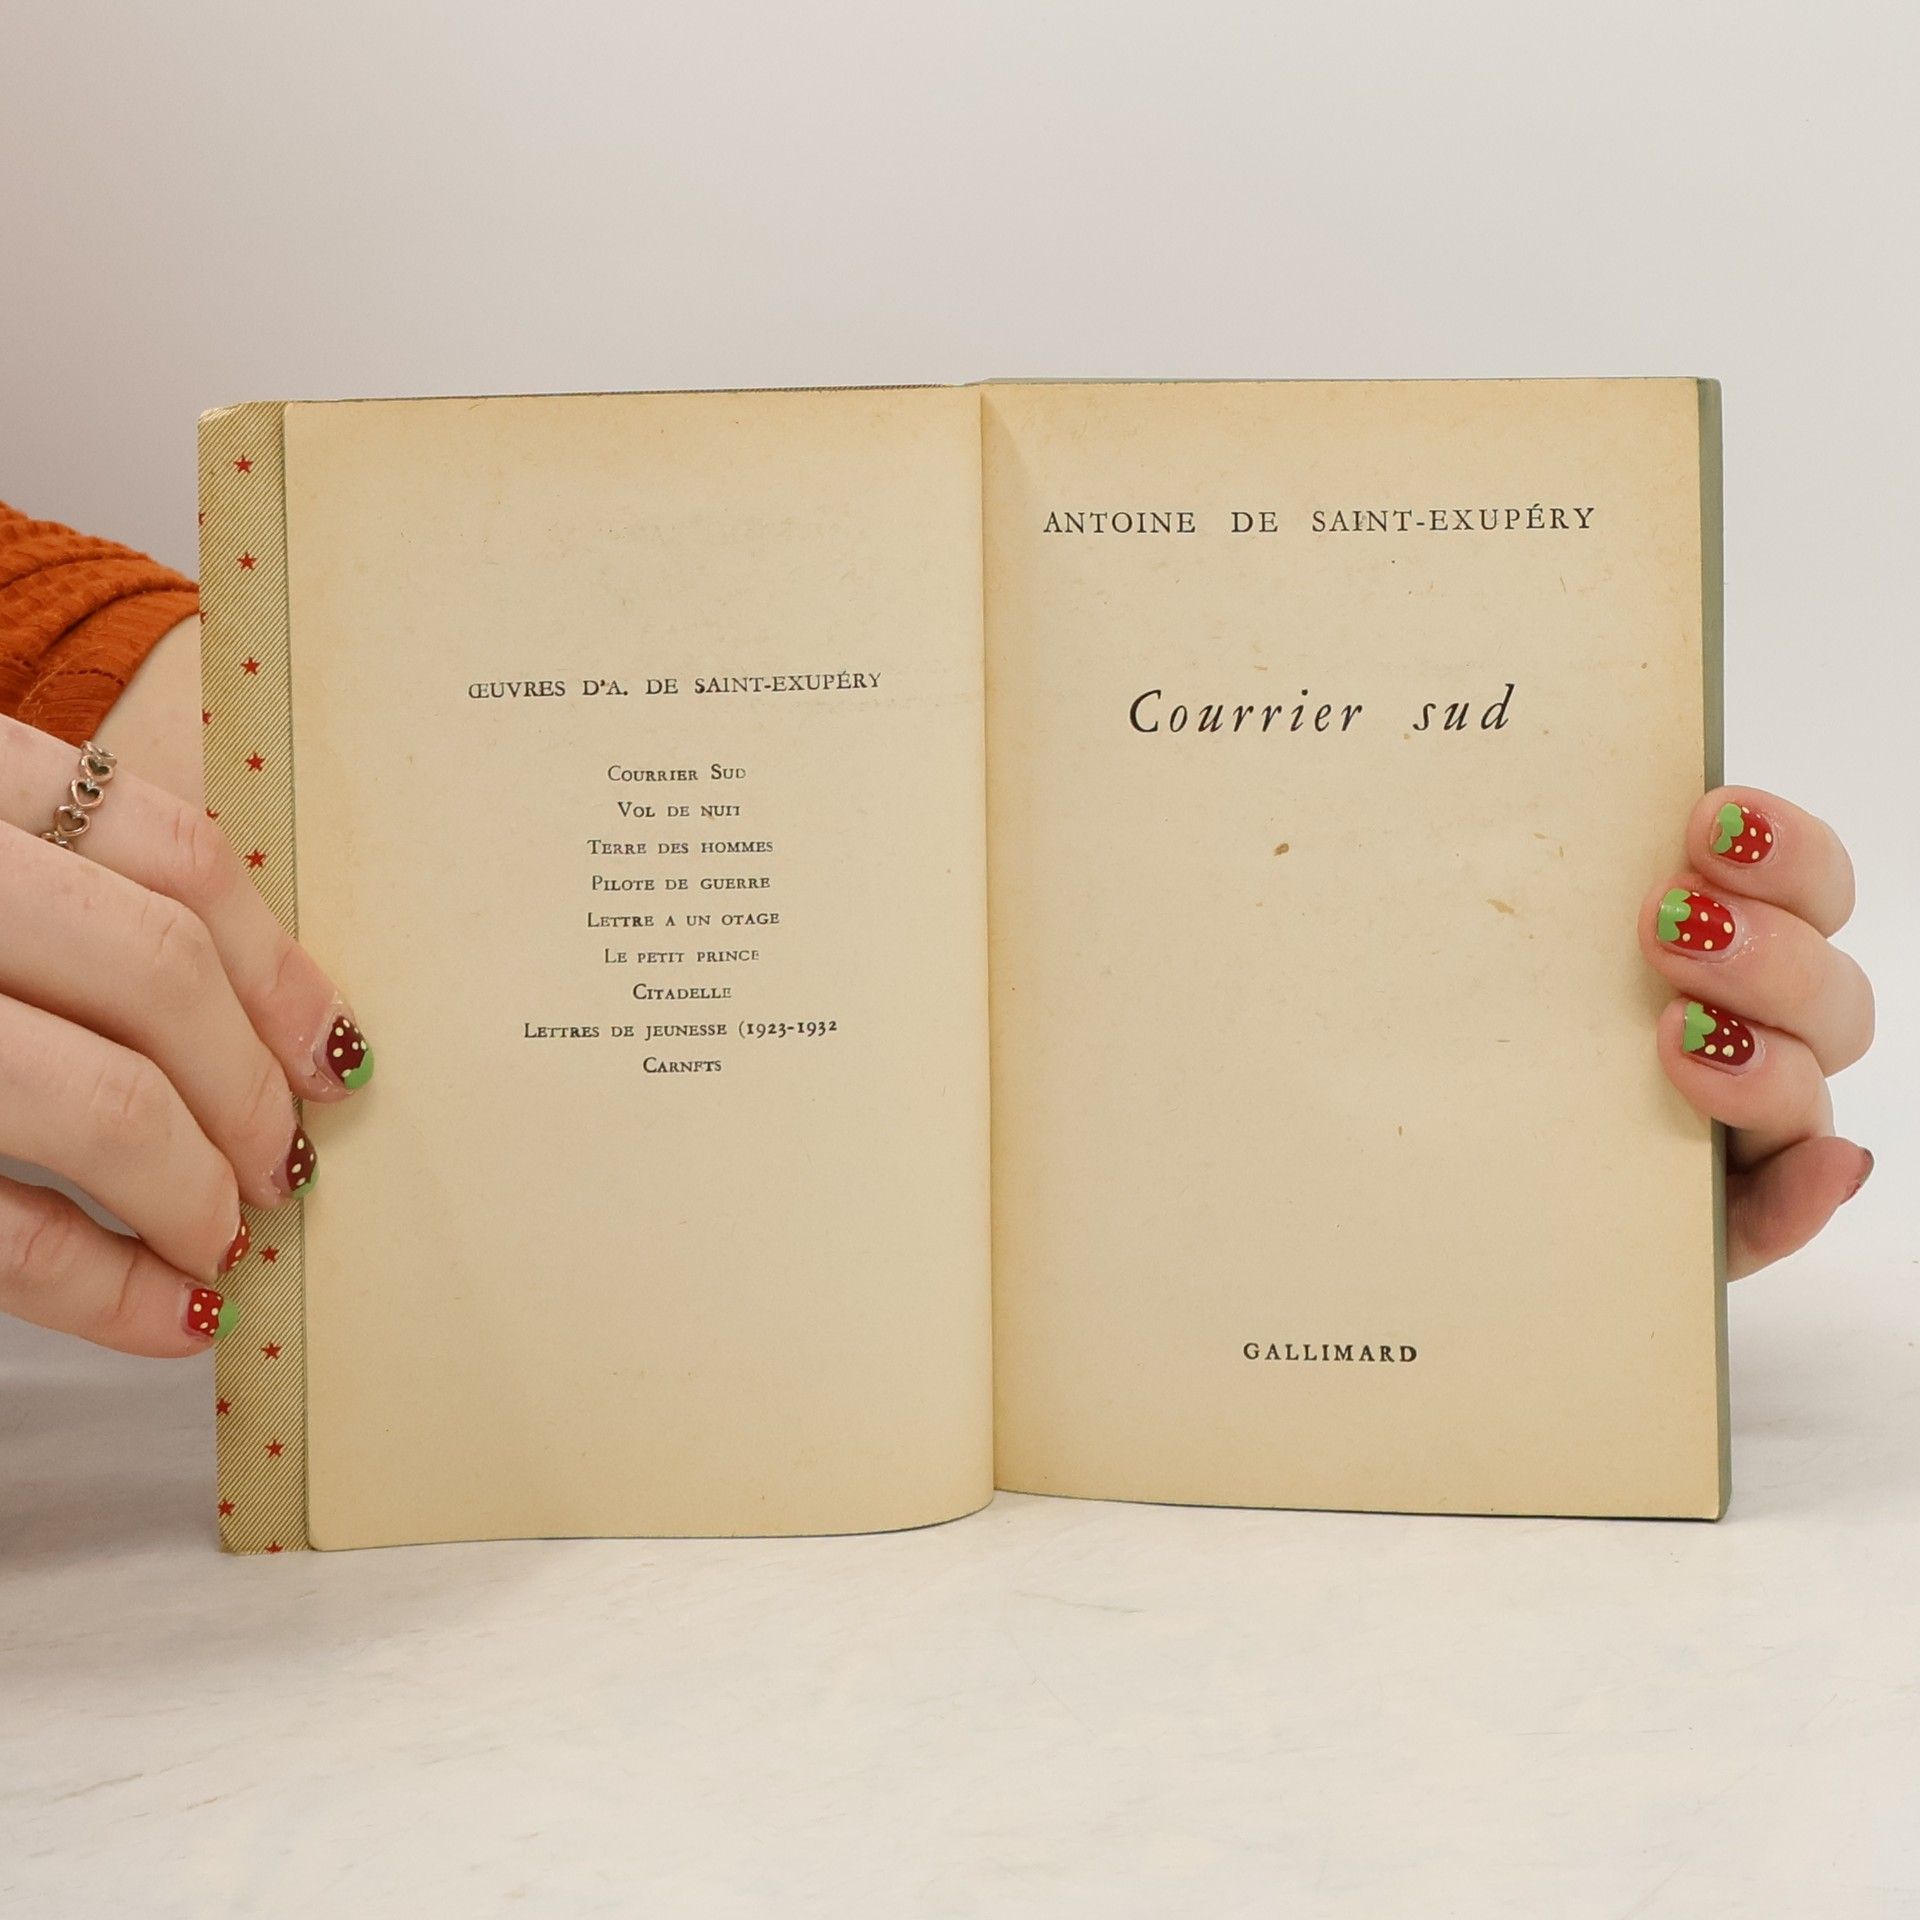 ŒUVRES D'A. DE SAINT-EXUPÉRY
COURRIER SUD
VOL DE NUIT
TERRE DES HOMMES
PILOTE DE GUERRE
LETTRE A UN OTAGE
LE PETIT PRINCE
CITADELLE
LETTRES DE JEUNESSE (1923-1932
CARNETS
ANTOINE DE SAINT-EXUPÉRY
Courrier sud
GALLIMARD